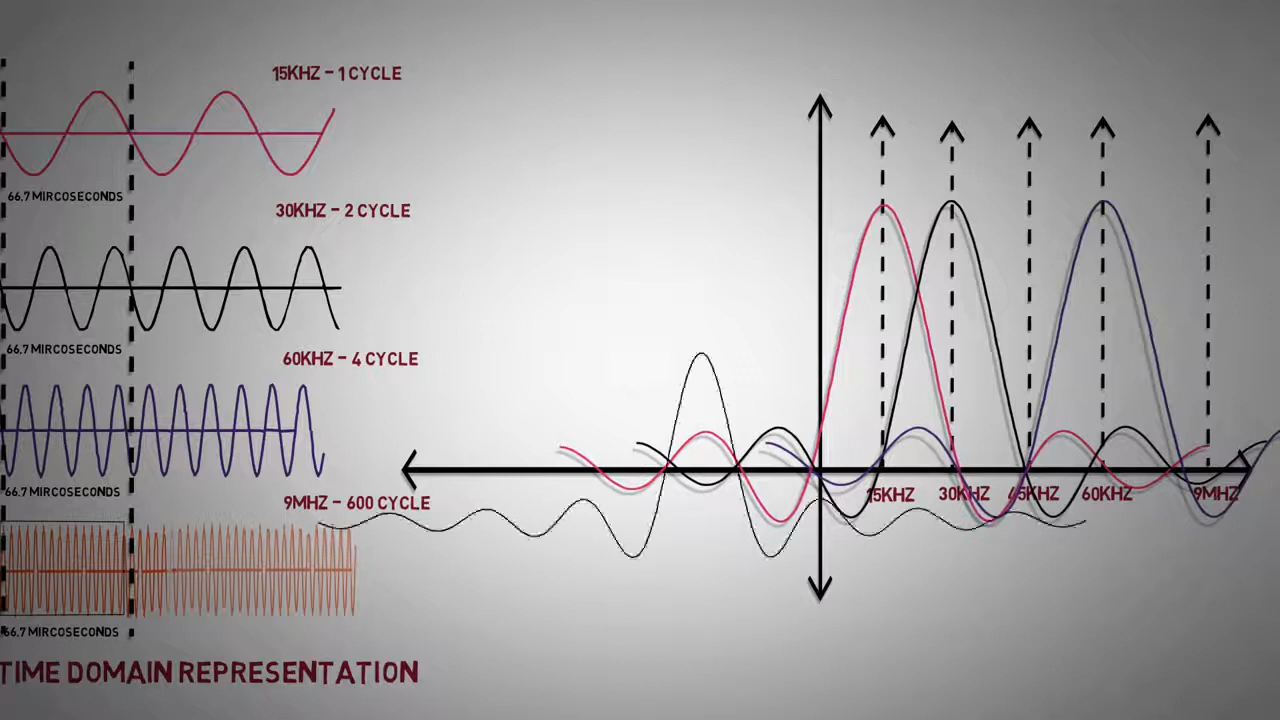 15KHZ - 1 CYCLE
66.7 MIRCOSECONDS
30KHZ - 2 CYCLE
66.7 MIRCOSECONDS
60KHZ - 4 CYCLE
66.7 MIRCOSECONDS
9MHZ - 600 CYCLE
66.7 MIRCOSECONDS
TIME DOMAIN REPRESENTATION
15KHZ 30KHZ 45KHZ 60KHZ 9MHZ